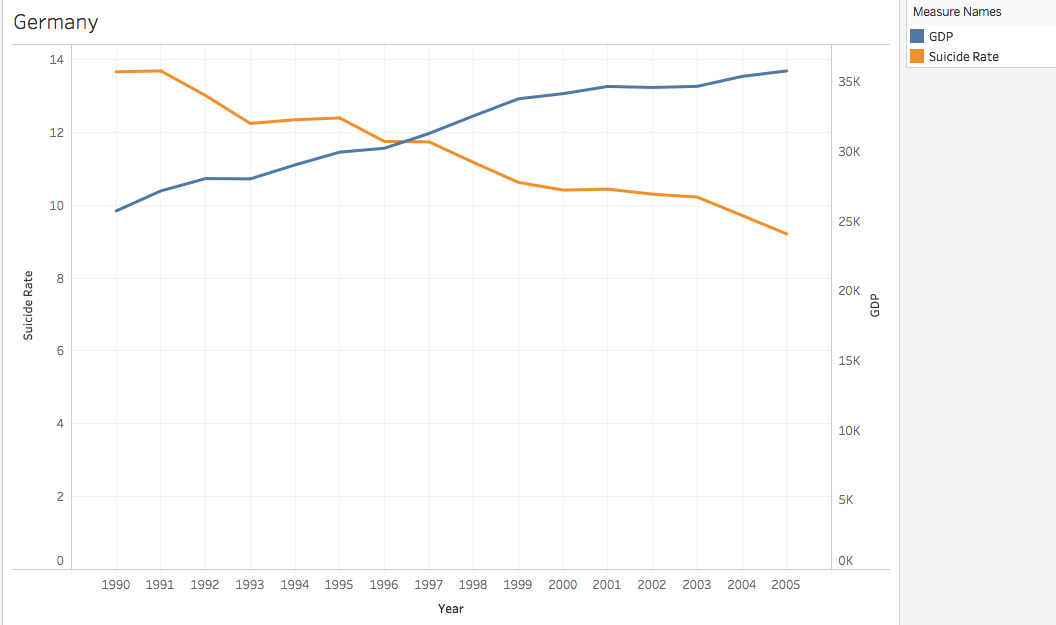 Germany
Measure Names
GDP
Suicide Rate
14
12
10
8
6
4
2
0
Suicide Rate
35K
30K
25K
20K
15K
10K
5K
0K
GDP
1990 1991 1992 1993 1994 1995 1996 1997 1998 1999 2000 2001 2002 2003 2004 2005
Year